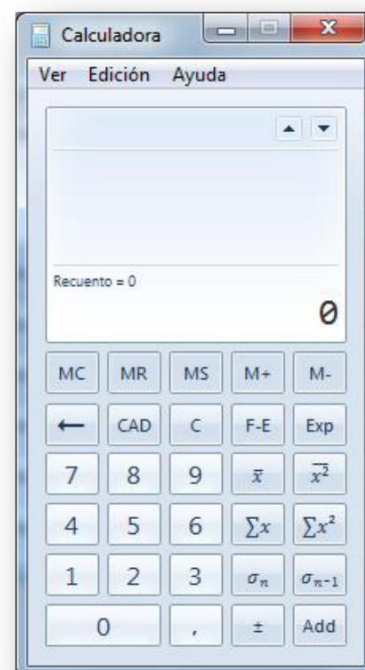 Calculadora
Ver Edición Ayuda
Recuento = 0
0
MC MR MS M+ M-
← CAD C F-E Exp
7 8 9 x̅ x̅²
4 5 6 ∑x ∑x²
1 2 3 σₙ σₙ₋₁
0 , ± Add